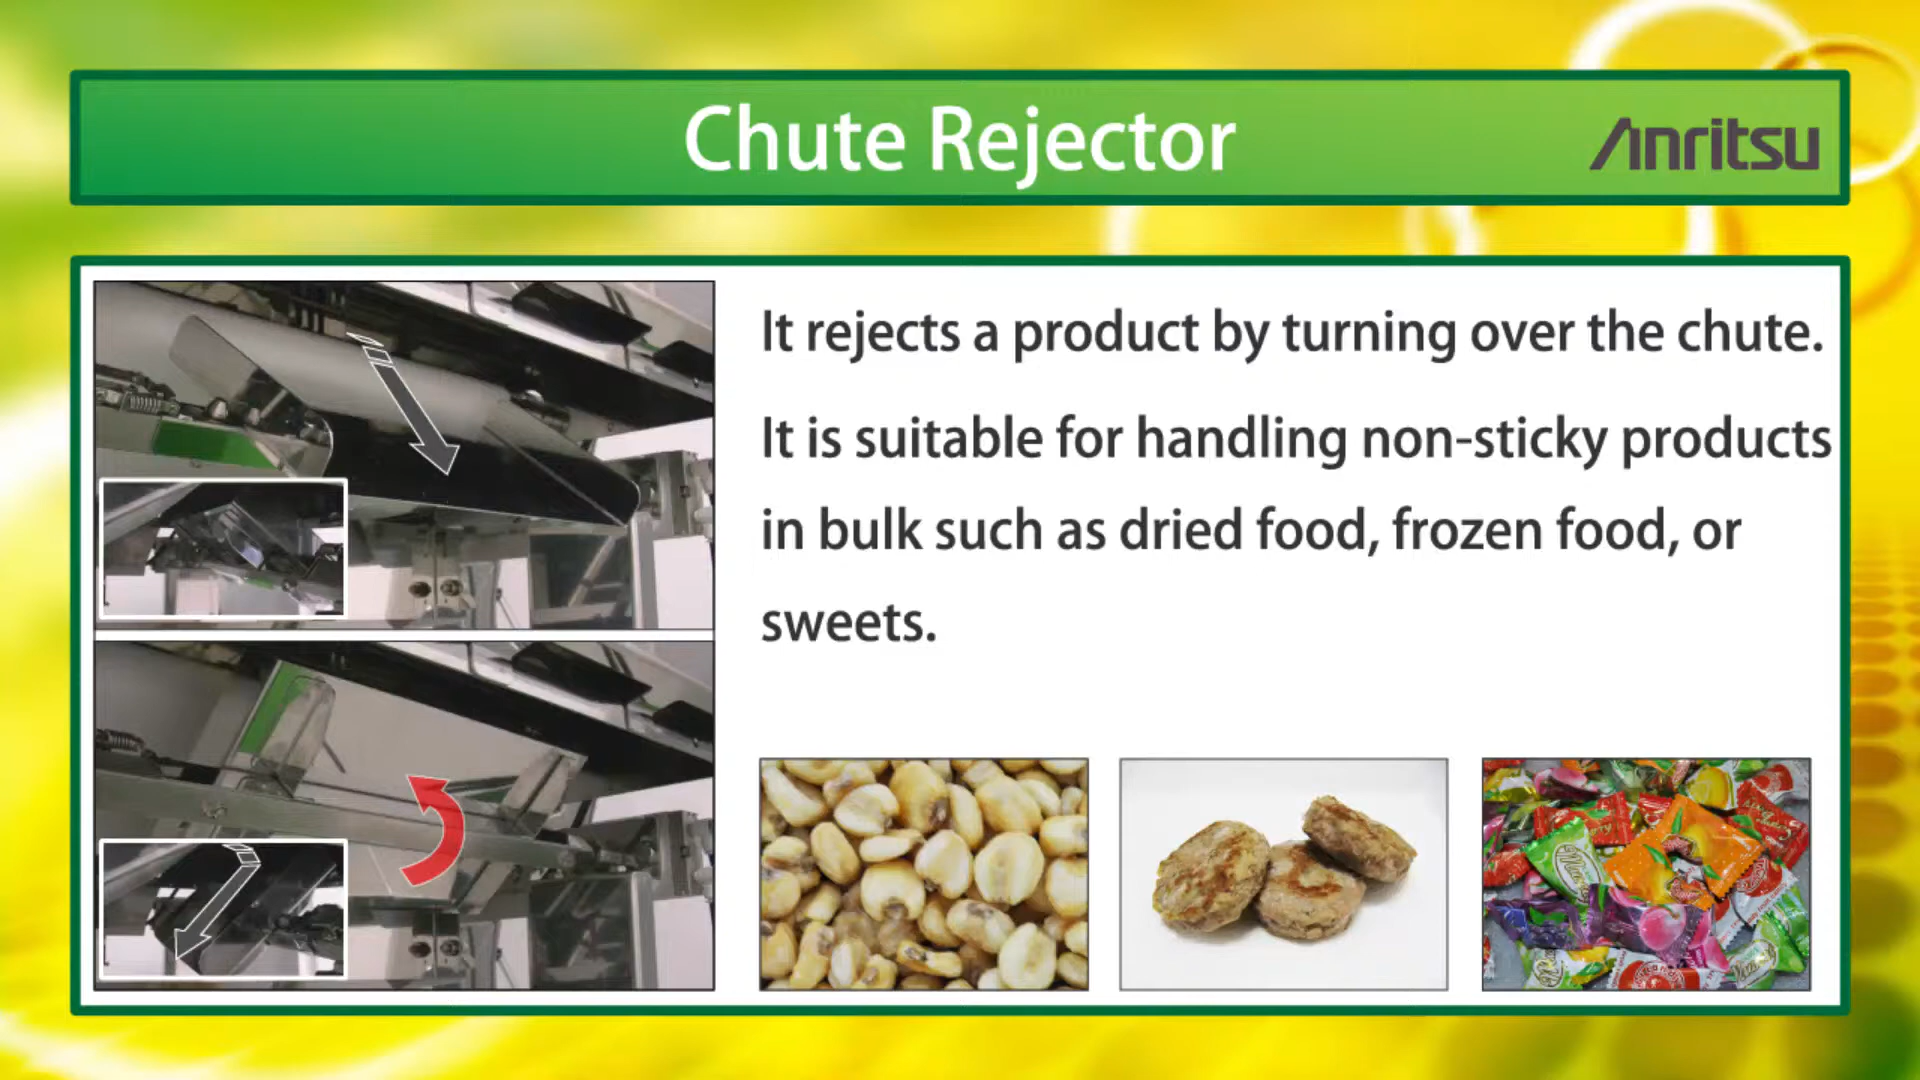 Chute Rejector
Anritsu
It rejects a product by turning over the chute.
It is suitable for handling non-sticky products
in bulk such as dried food, frozen food, or
sweets.